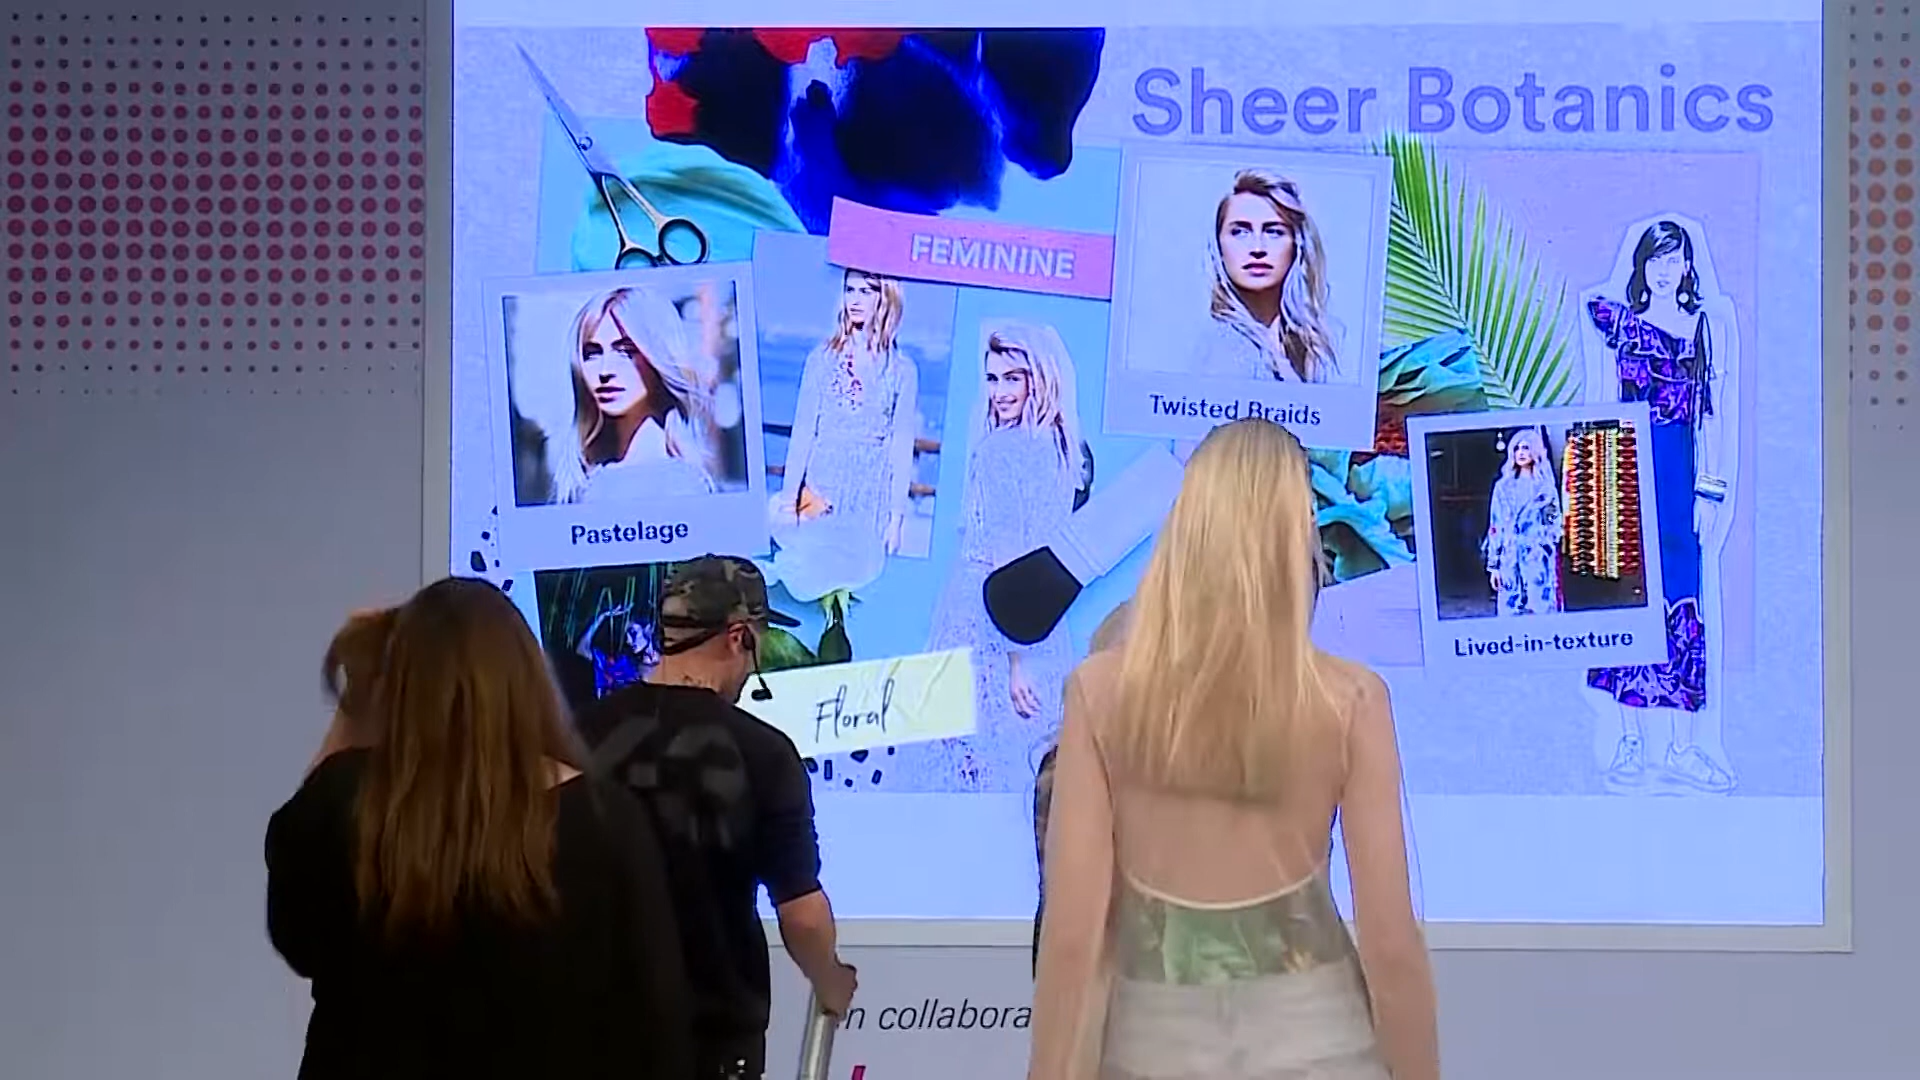 Sheer Botanics
FEMININE
Twisted Braids
Pastelage
Lived-in-texture
Floral
n collabora